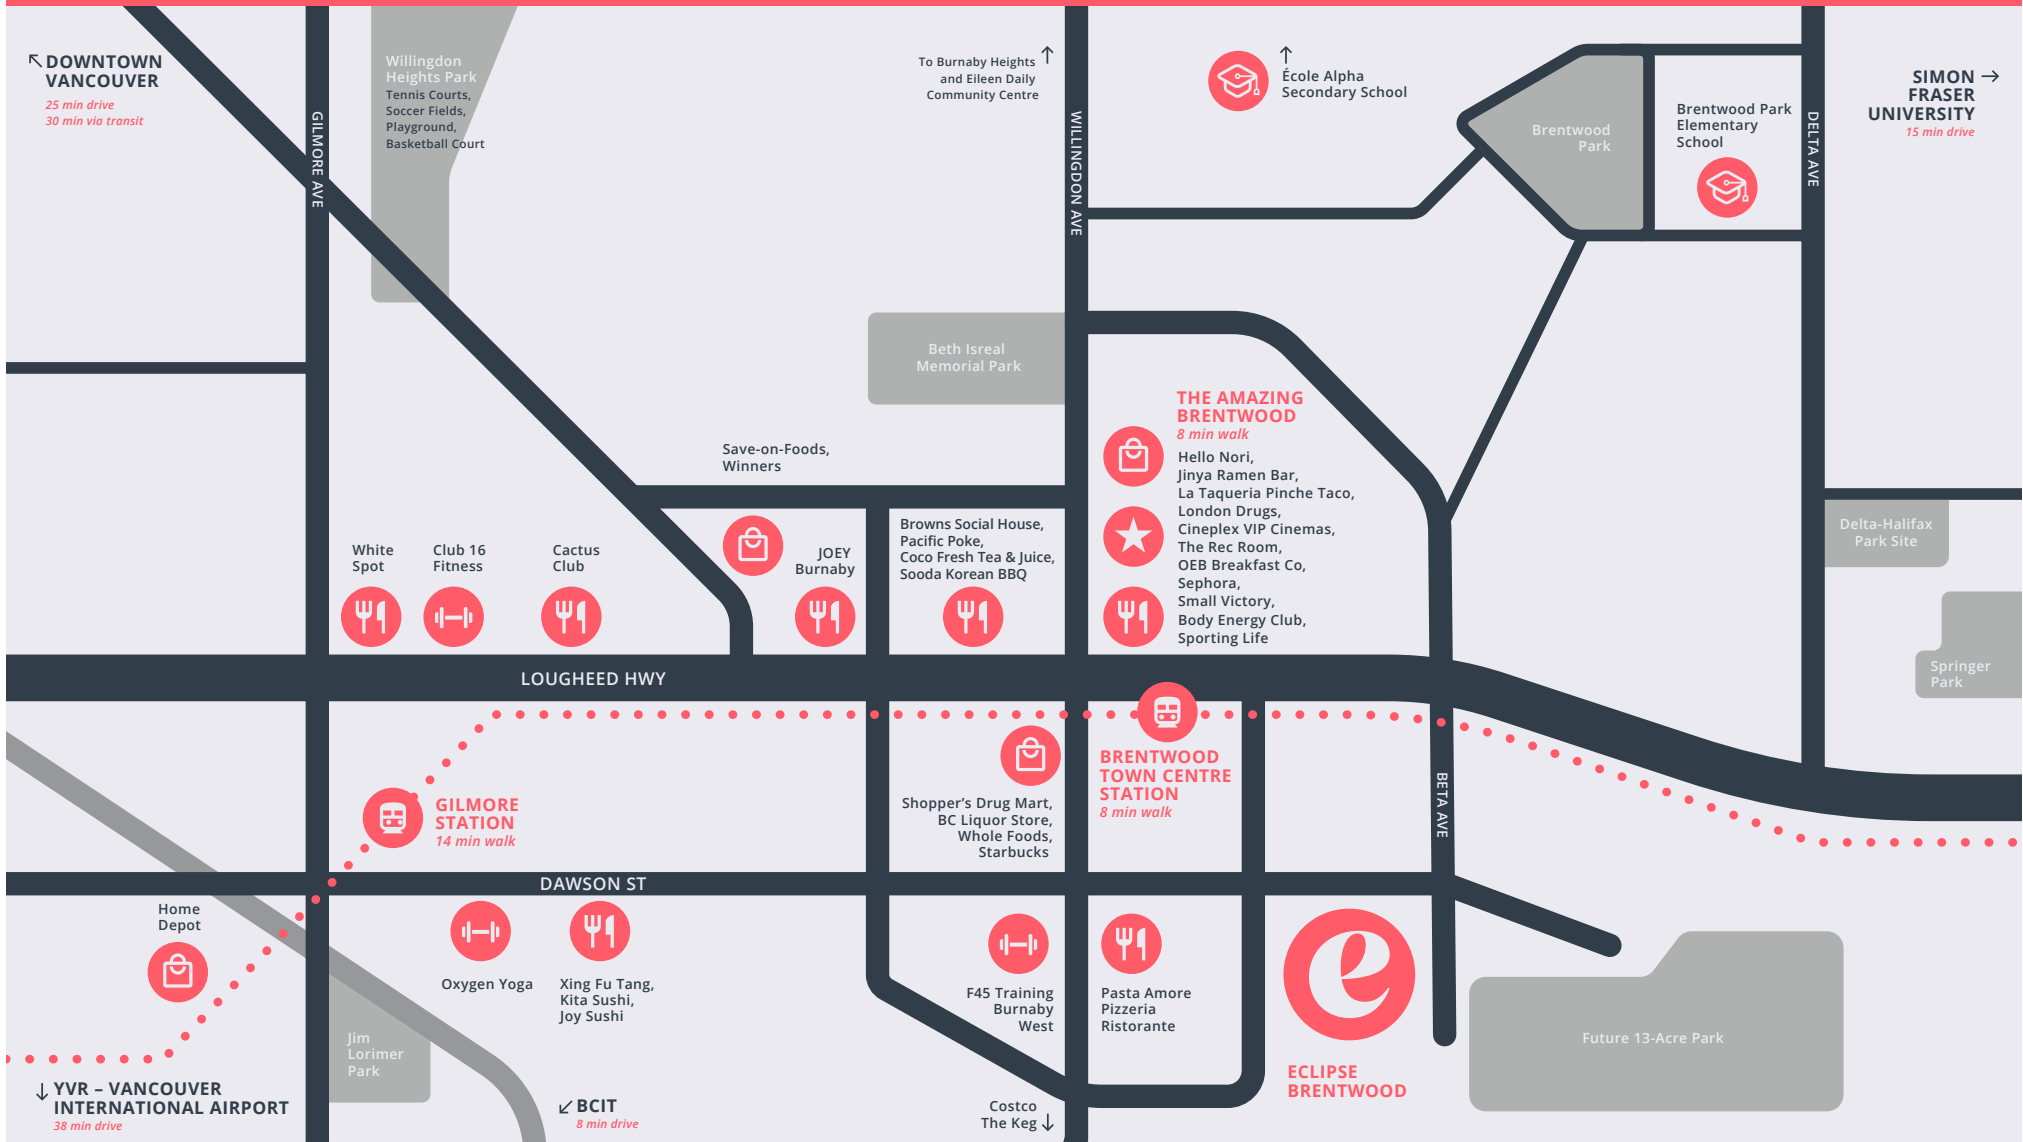 DOWNTOWN
VANCOUVER
25 min drive
30 min via transit
GILMORE AVE
Willingdon
Heights Park
Tennis Courts,
Soccer Fields,
Playground,
Basketball Court
To Burnaby Heights
and Eileen Daily
Community Centre
WILLINGDON AVE
École Alpha
Secondary School
Brentwood
Park
Brentwood Park
Elementary
School
DELTA AVE
SIMON
FRASER
UNIVERSITY
15 min drive
Beth Isreal
Memorial Park
THE AMAZING
BRENTWOOD
8 min walk
Hello Nori,
Jinya Ramen Bar,
La Taqueria Pinche Taco,
London Drugs,
Cineplex VIP Cinemas,
The Rec Room,
OEB Breakfast Co,
Sephora,
Small Victory,
Body Energy Club,
Sporting Life
Save-on-Foods,
Winners
White
Spot
Club 16
Fitness
Cactus
Club
JOEY
Burnaby
Browns Social House,
Pacific Poke,
Coco Fresh Tea & Juice,
Sooda Korean BBQ
Delta-Halifax
Park Site
Springer
Park
LOUGHEED HWY
GILMORE
STATION
14 min walk
Shopper's Drug Mart,
BC Liquor Store,
Whole Foods,
Starbucks
BRENTWOOD
TOWN CENTRE
STATION
8 min walk
BETA AVE
DAWSON ST
Home
Depot
Oxygen Yoga
Xing Fu Tang,
Kita Sushi,
Joy Sushi
F45 Training
Burnaby
West
Pasta Amore
Pizzeria
Ristorante
e
ECLIPSE
BRENTWOOD
Future 13-Acre Park
Jim
Lorimer
Park
YVR – VANCOUVER
INTERNATIONAL AIRPORT
38 min drive
BCIT
8 min drive
Costco
The Keg